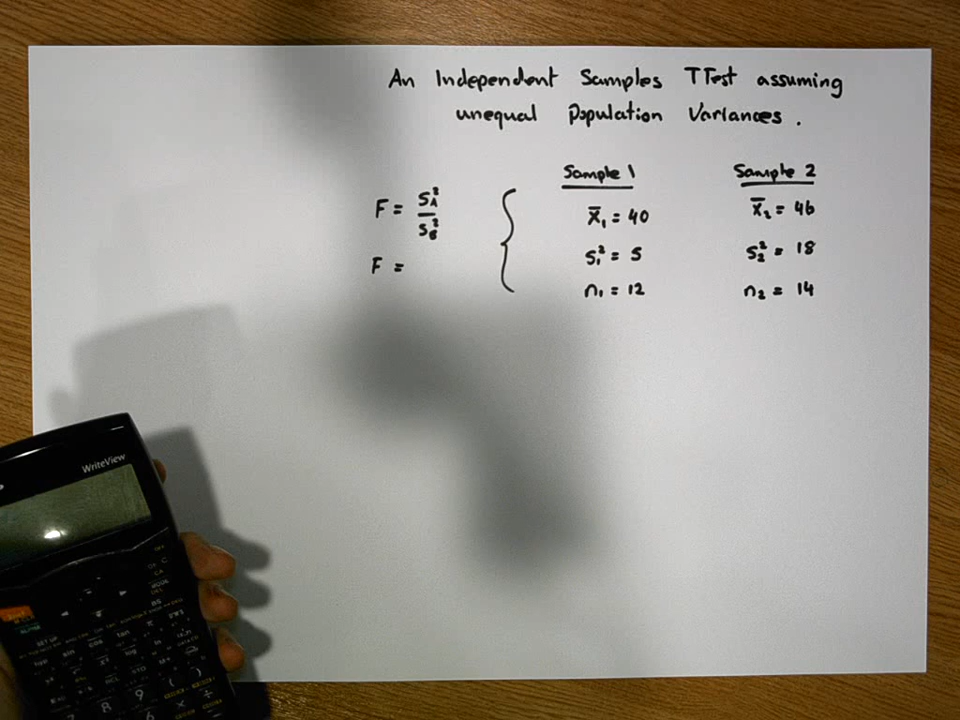 An Independent Samples TTest assuming
unequal Population Variances.
Sample 1 Sample 2
F = S²A / S²B
x̄₁ = 40 x̄₂ = 46
F =
s₁² = 5 s₂² = 18
n₁ = 12 n₂ = 14
WriteView